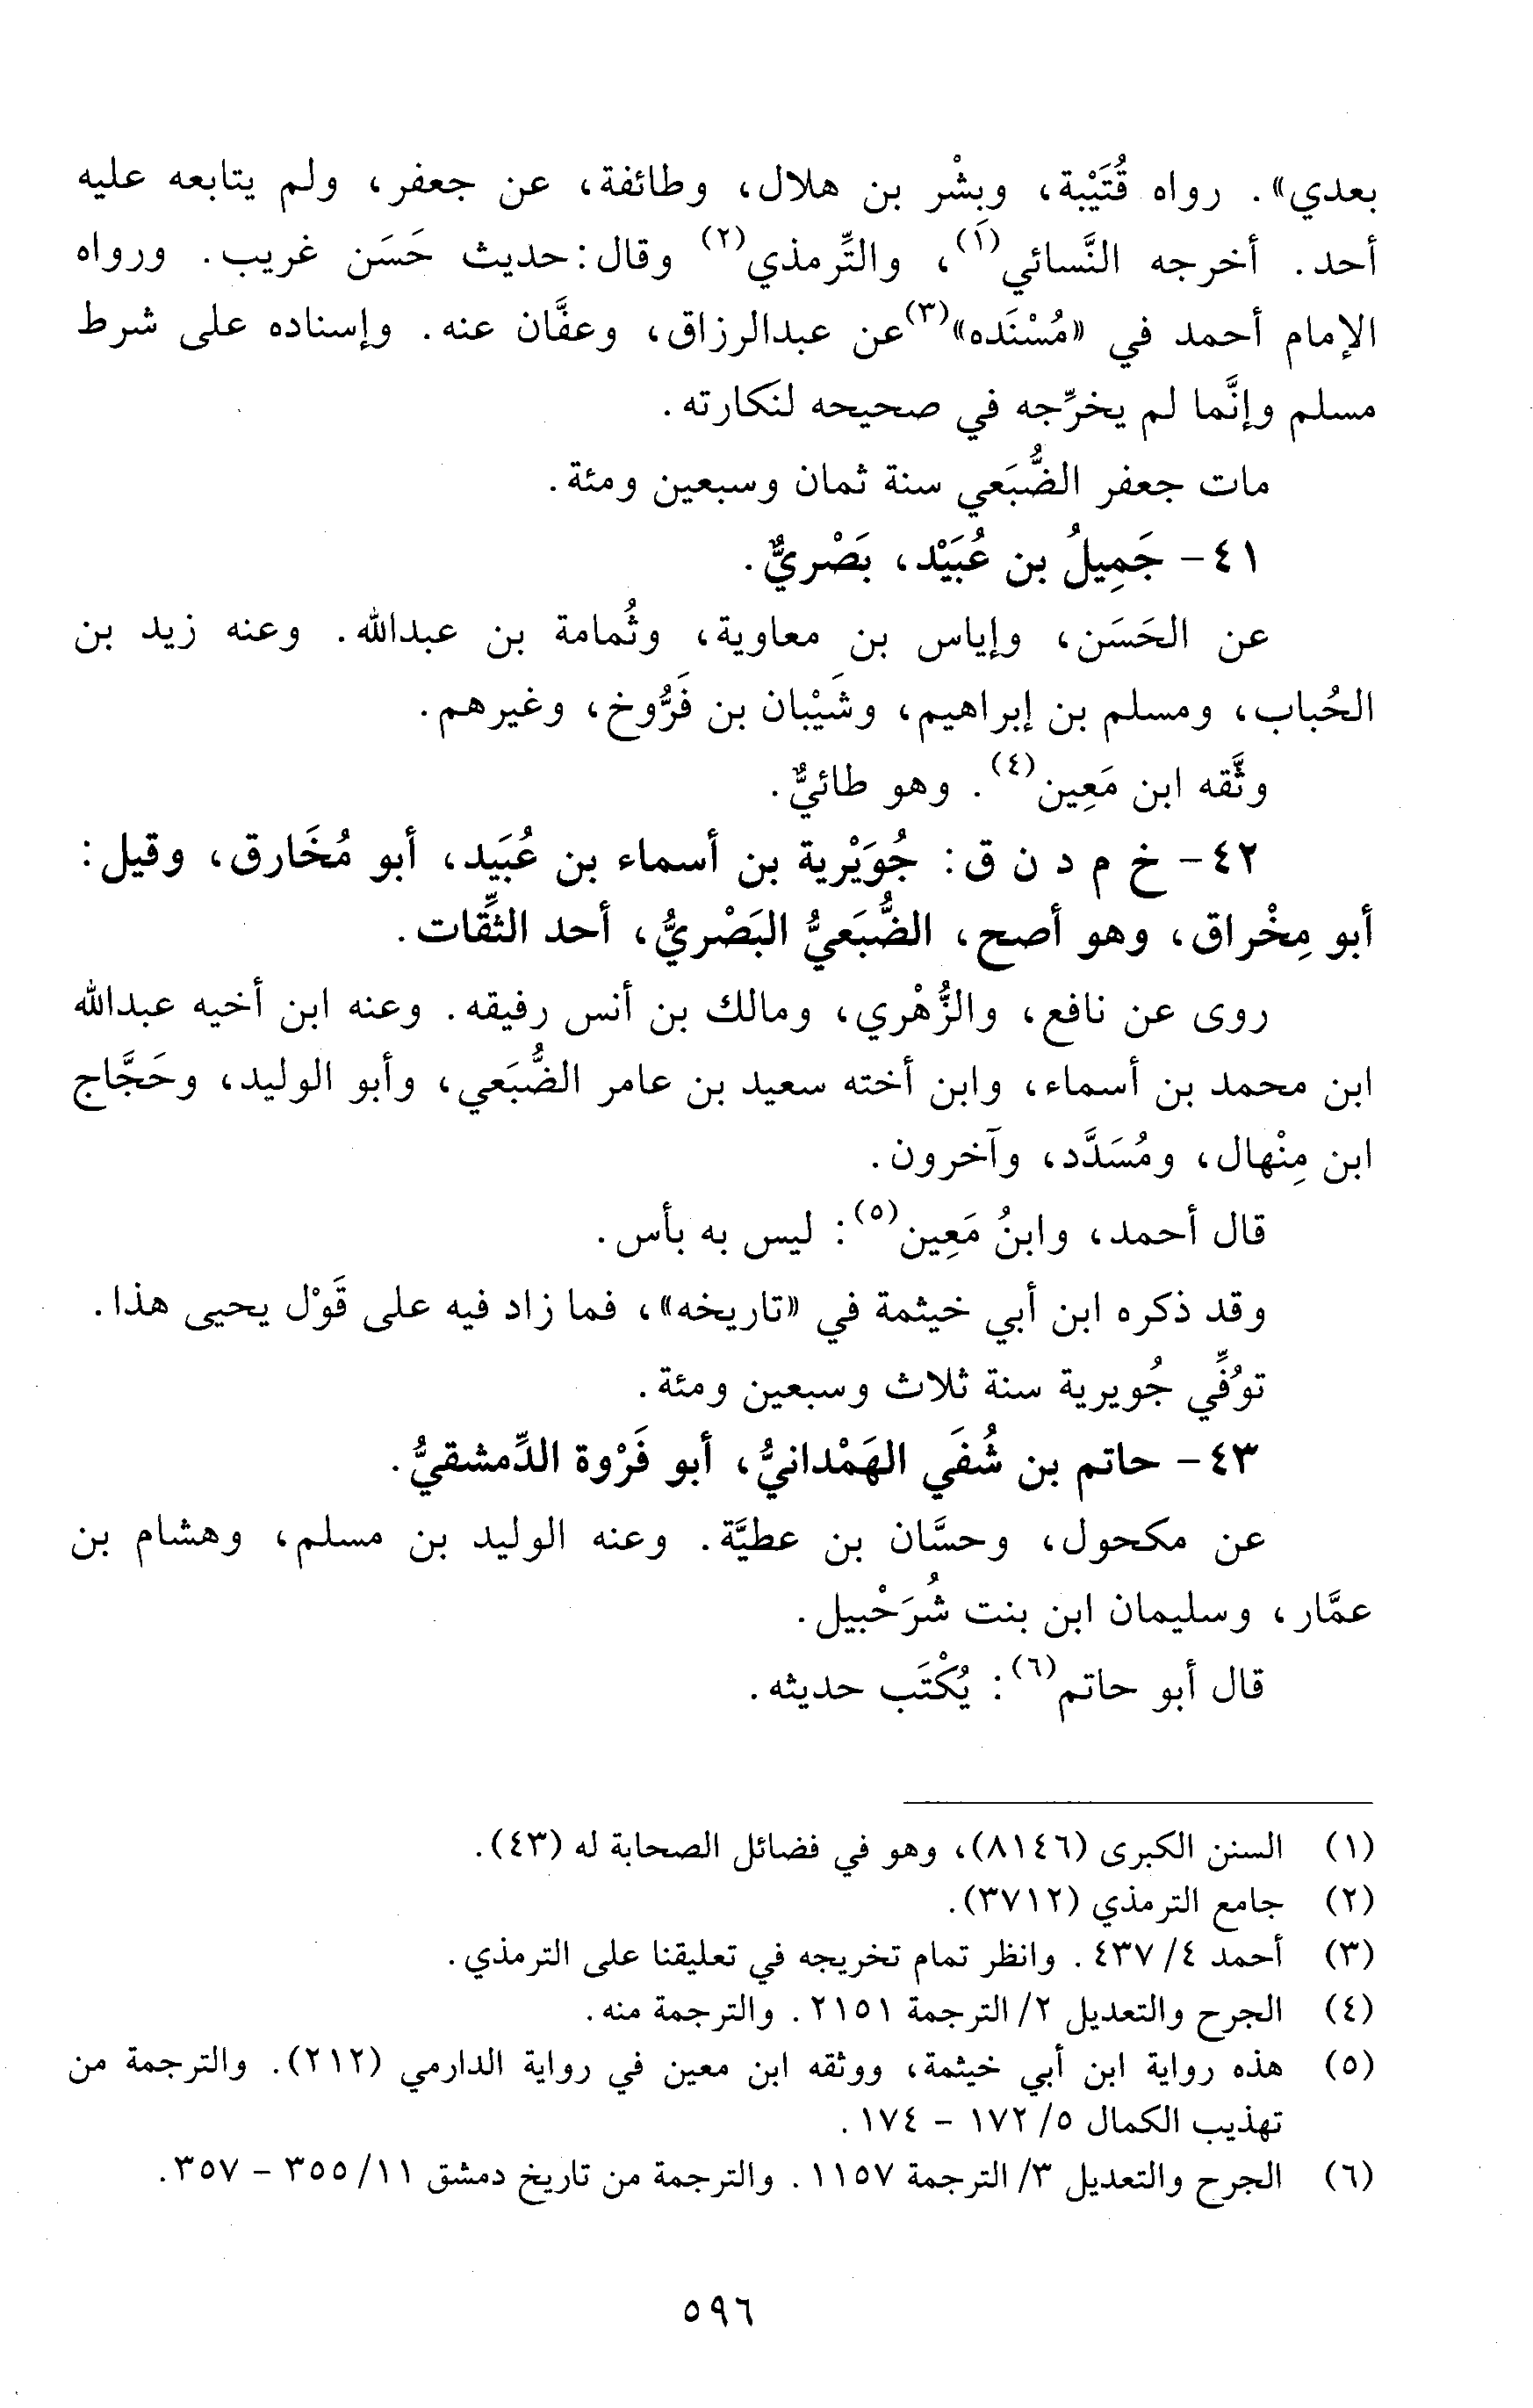 بعدي». رواه قُتَيْبة، وبِشْر بن هلال، وطائفة، عن جعفر، ولم يتابعه عليه
أحد. أخرجه النَّسائي(١)، والتِّرمذي(٢) وقال: حديث حَسَن غريب. ورواه
الإمام أحمد في «مُسْنَده»(٣) عن عبدالرزاق، وعفَّان عنه. وإسناده على شرط
مسلم وإنَّما لم يخرِّجه في صحيحه لنَكارته.
مات جعفر الضُّبَعي سنة ثمان وسبعين ومئة.
٤١- جَمِيلُ بن عُبَيْد، بَصْريٌّ.
عن الحَسَن، وإياس بن معاوية، وثُمامة بن عبدالله. وعنه زيد بن
الحُباب، ومسلم بن إبراهيم، وشَيْبان بن فَرُّوخ، وغيرهم.
وثَّقه ابن مَعِين(٤). وهو طائيٌّ.
٤٢- خ م د ن ق: جُوَيْرية بن أسماء بن عُبَيد، أبو مُخَارق، وقيل:
أبو مِخْراق، وهو أصح، الضُّبَعيُّ البَصْريُّ، أحد الثِّقات.
روى عن نافع، والزُّهْري، ومالك بن أنس رفيقه. وعنه ابن أخيه عبدالله
ابن محمد بن أسماء، وابن أخته سعيد بن عامر الضُّبَعي، وأبو الوليد، وحَجَّاج
ابن مِنْهال، ومُسَدَّد، وآخرون.
قال أحمد، وابنُ مَعِين(٥): ليس به بأس.
وقد ذكره ابن أبي خيثمة في «تاريخه»، فما زاد فيه على قَوْل يحيى هذا.
توُفِّي جُويرية سنة ثلاث وسبعين ومئة.
٤٣- حاتم بن شُفَي الهَمْدانيُّ، أبو فَرْوة الدِّمشقيُّ.
عن مكحول، وحسَّان بن عطيَّة. وعنه الوليد بن مسلم، وهشام بن
عمَّار، وسليمان ابن بنت شُرَحْبيل.
قال أبو حاتم(٦): يُكْتَب حديثه.
(١) السنن الكبرى (٨١٤٦)، وهو في فضائل الصحابة له (٤٣).
(٢) جامع الترمذي (٣٧١٢).
(٣) أحمد ٤/ ٤٣٧. وانظر تمام تخريجه في تعليقنا على الترمذي.
(٤) الجرح والتعديل ٢/ الترجمة ٢١٥١. والترجمة منه.
(٥) هذه رواية ابن أبي خيثمة، ووثقه ابن معين في رواية الدارمي (٢١٢). والترجمة من
تهذيب الكمال ٥/ ١٧٢ - ١٧٤.
(٦) الجرح والتعديل ٣/ الترجمة ١١٥٧. والترجمة من تاريخ دمشق ١١/ ٣٥٥ - ٣٥٧.
٥٩٦